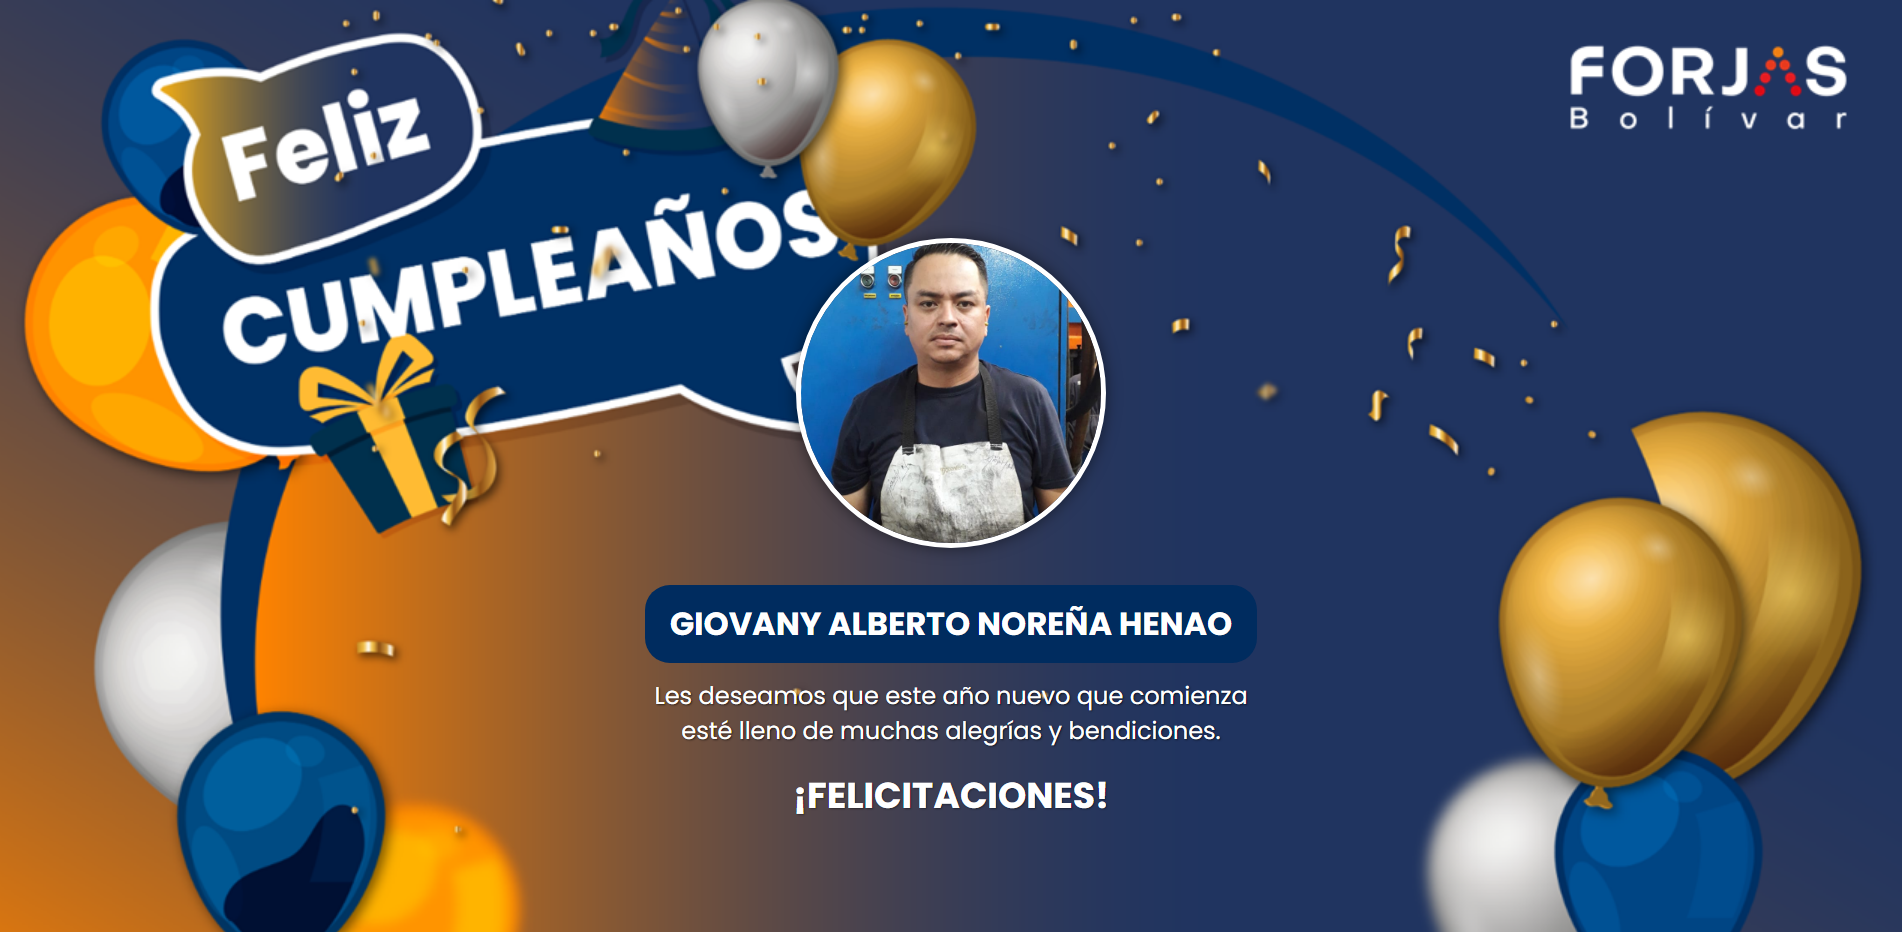 Feliz
CUMPLEAÑOS
FORJAS
Bolívar
GIOVANY ALBERTO NOREÑA HENAO
Les deseamos que este año nuevo que comienza
esté lleno de muchas alegrías y bendiciones.
¡FELICITACIONES!